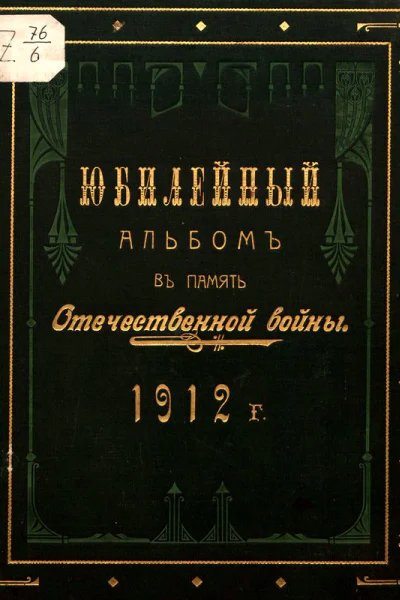 Z 76/6
ЮБИЛЕЙНЫЙ
АЛЬБОМЪ
ВЪ ПАМЯТЬ
Отечественной войны.
1912 г.